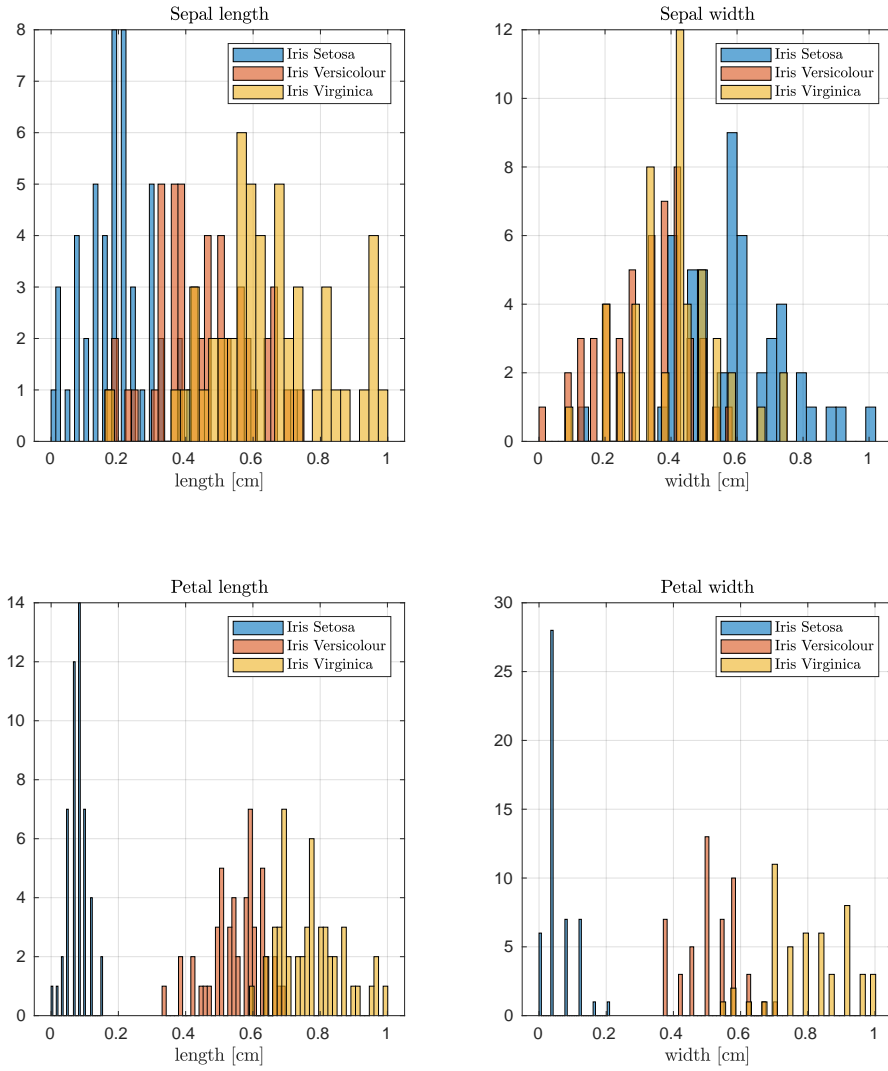 Sepal length
8
7
6
5
4
3
2
1
0
Iris Setosa
Iris Versicolour
Iris Virginica
0 0.2 0.4 0.6 0.8 1
length [cm]
Sepal width
12
10
8
6
4
2
0
Iris Setosa
Iris Versicolour
Iris Virginica
0 0.2 0.4 0.6 0.8 1
width [cm]
Petal length
14
12
10
8
6
4
2
0
Iris Setosa
Iris Versicolour
Iris Virginica
0 0.2 0.4 0.6 0.8 1
length [cm]
Petal width
30
25
20
15
10
5
0
Iris Setosa
Iris Versicolour
Iris Virginica
0 0.2 0.4 0.6 0.8 1
width [cm]